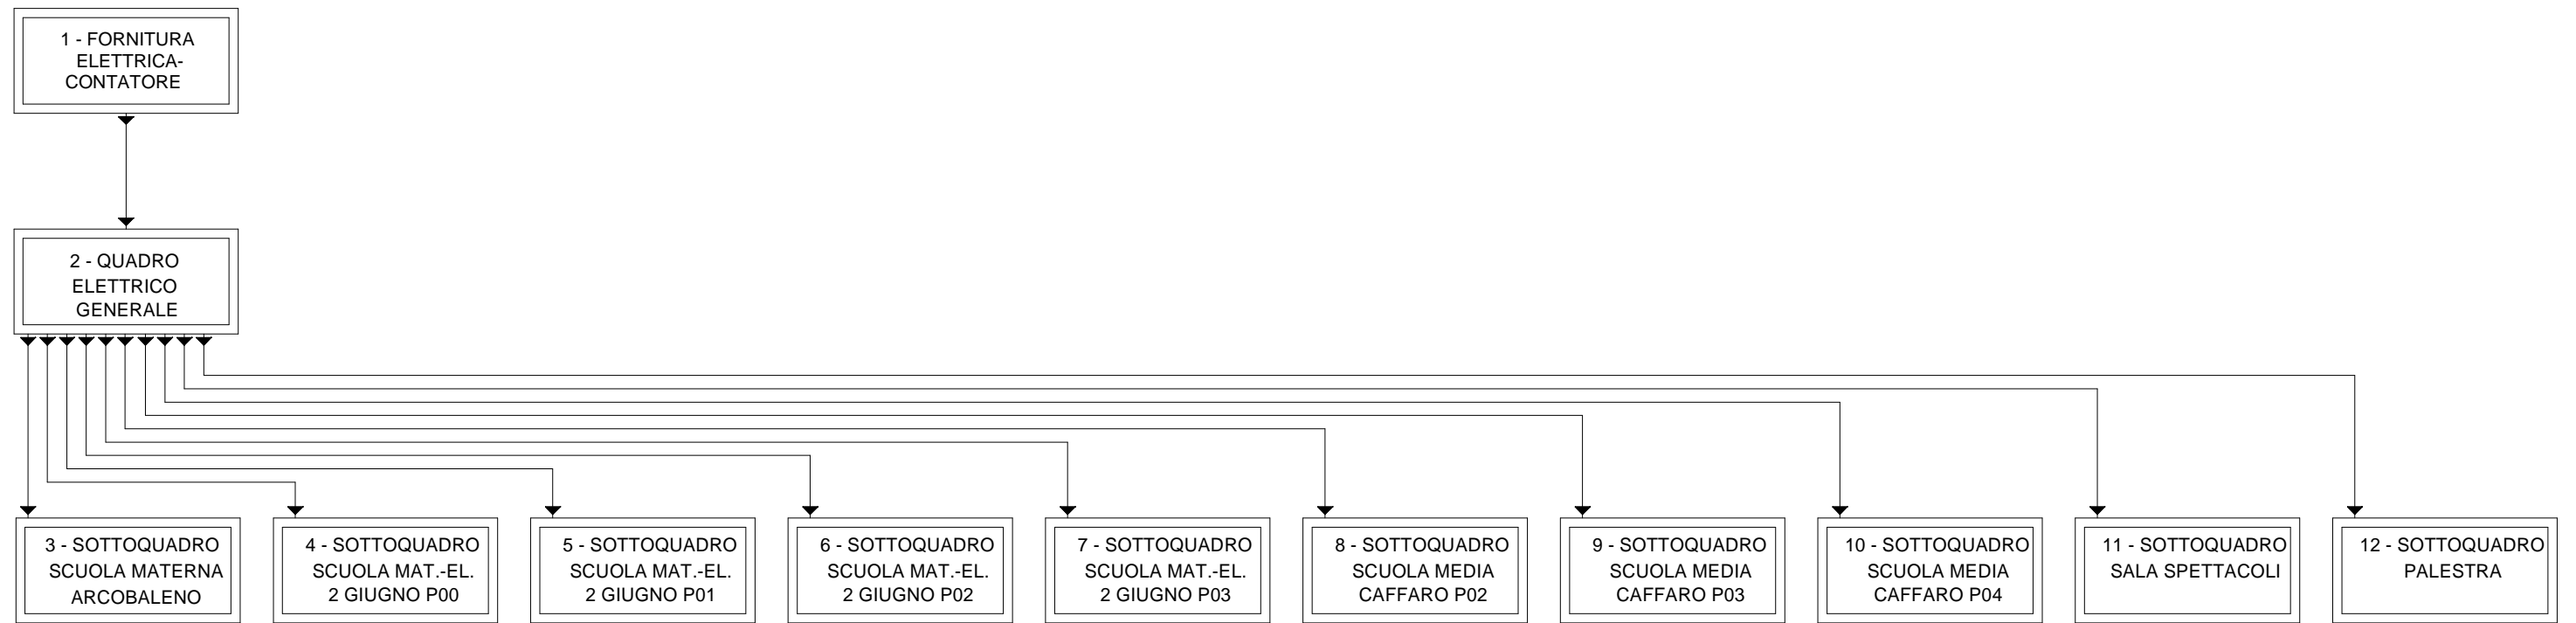 1 - FORNITURA
ELETTRICA-
CONTATORE
2 - QUADRO
ELETTRICO
GENERALE
3 - SOTTOQUADRO
SCUOLA MATERNA
ARCOBALENO
4 - SOTTOQUADRO
SCUOLA MAT.-EL.
2 GIUGNO P00
5 - SOTTOQUADRO
SCUOLA MAT.-EL.
2 GIUGNO P01
6 - SOTTOQUADRO
SCUOLA MAT.-EL.
2 GIUGNO P02
7 - SOTTOQUADRO
SCUOLA MAT.-EL.
2 GIUGNO P03
8 - SOTTOQUADRO
SCUOLA MEDIA
CAFFARO P02
9 - SOTTOQUADRO
SCUOLA MEDIA
CAFFARO P03
10 - SOTTOQUADRO
SCUOLA MEDIA
CAFFARO P04
11 - SOTTOQUADRO
SALA SPETTACOLI
12 - SOTTOQUADRO
PALESTRA